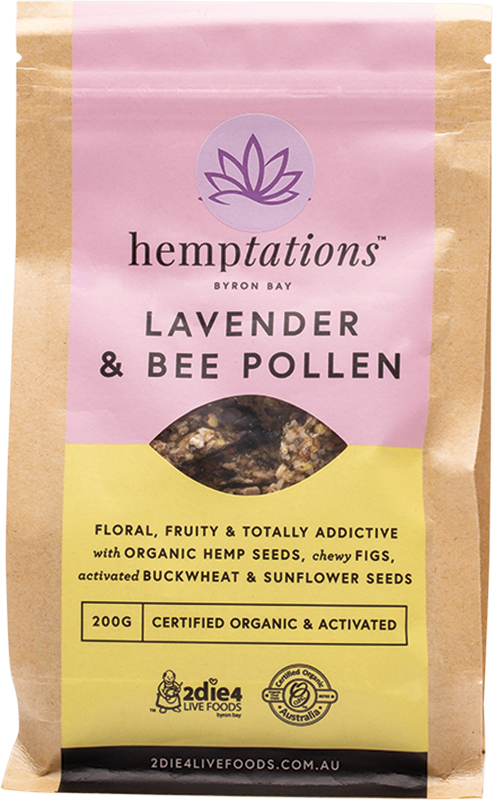 hemptations™
BYRON BAY
LAVENDER
& BEE POLLEN
FLORAL, FRUITY & TOTALLY ADDICTIVE
with ORGANIC HEMP SEEDS, chewy FIGS,
activated BUCKWHEAT & SUNFLOWER SEEDS
200G CERTIFIED ORGANIC & ACTIVATED
2die4
LIVE FOODS
byron bay
™
Certified Organic
Australia
2DIE4LIVEFOODS.COM.AU